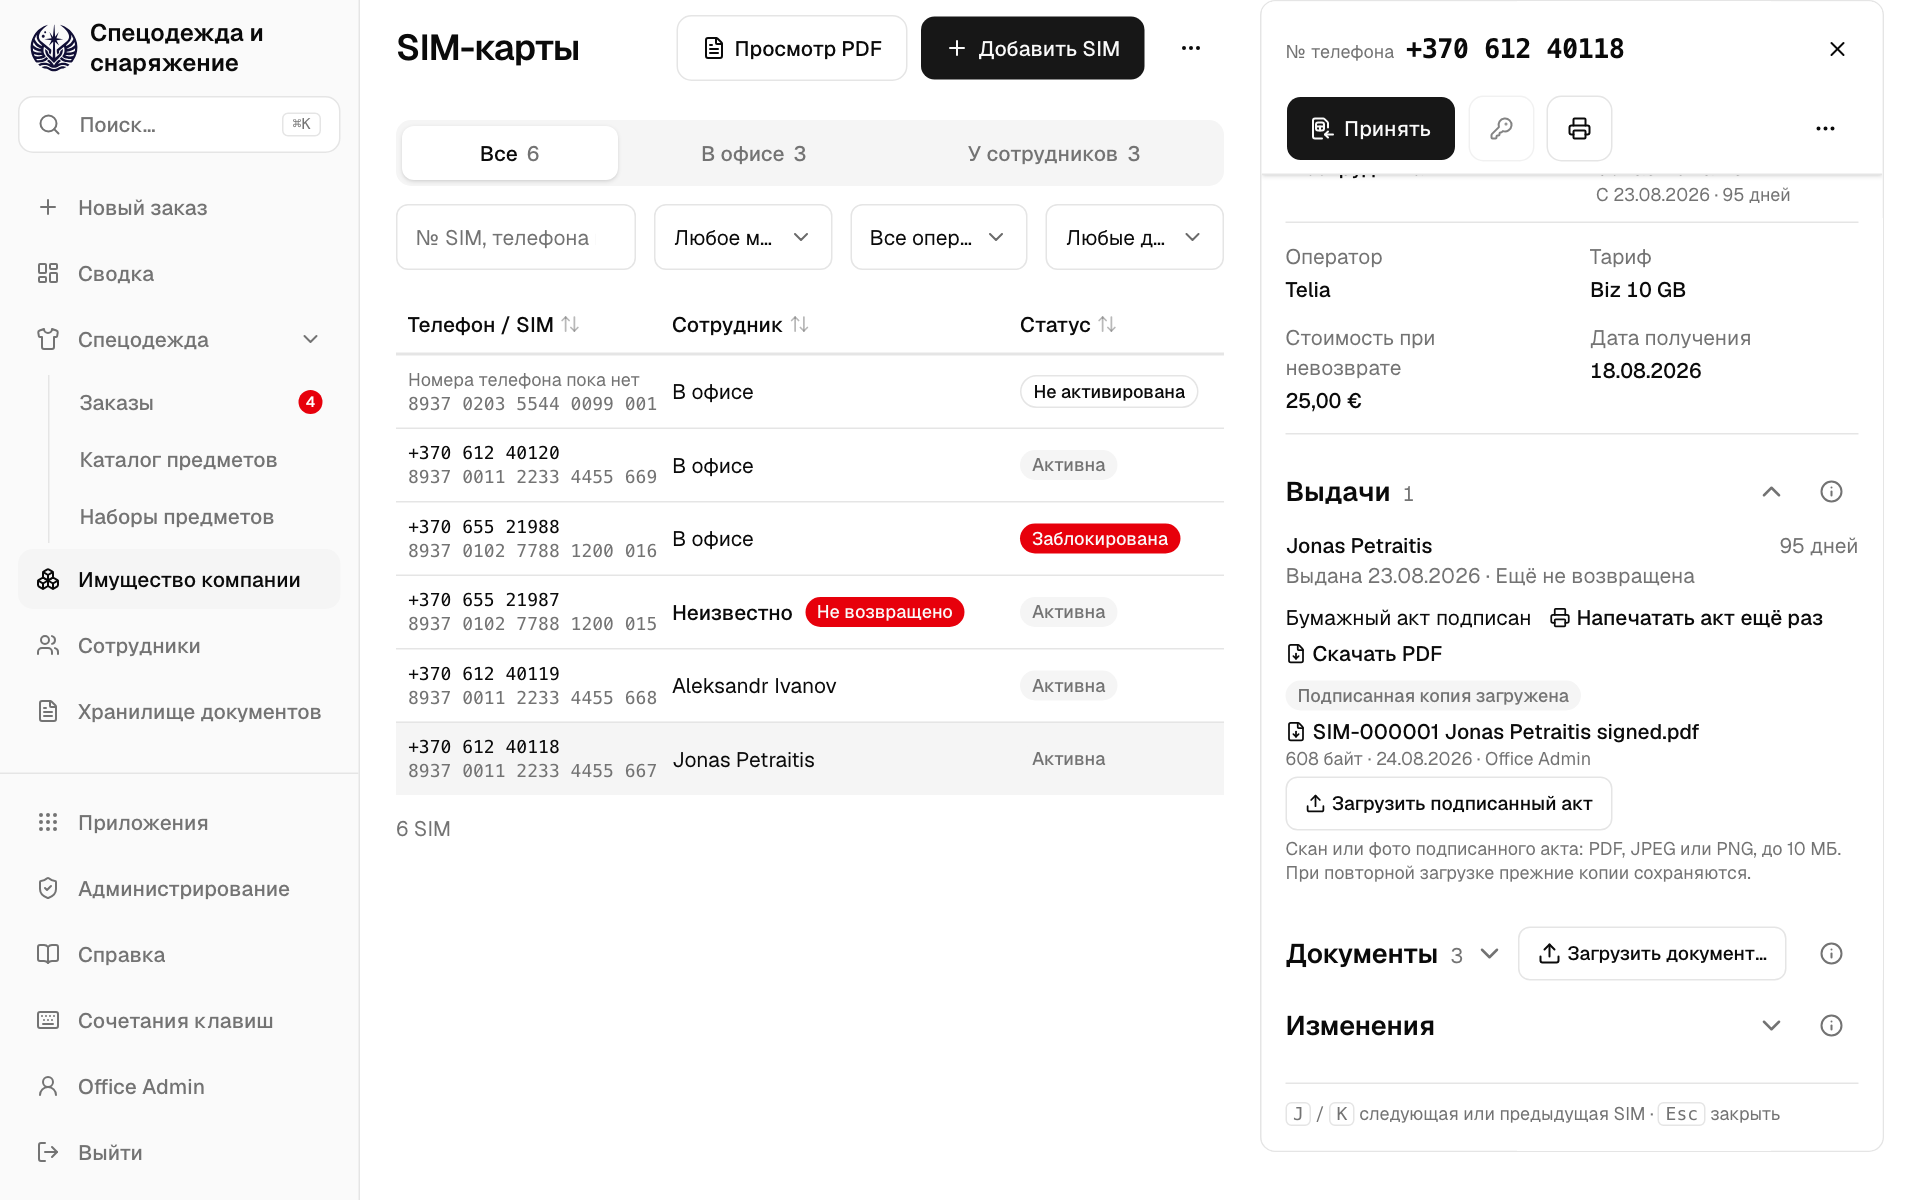 Спецодежда и
снаряжение
Поиск...
⌘K
Новый заказ
Сводка
Спецодежда
Заказы
4
Каталог предметов
Наборы предметов
Имущество компании
Сотрудники
Хранилище документов
Приложения
Администрирование
Справка
Сочетания клавиш
Office Admin
Выйти
SIM-карты
Просмотр PDF
Добавить SIM
Все 6
В офисе 3
У сотрудников 3
№ SIM, телефона
Любое м...
Все опер...
Любые д...
Телефон / SIM
Сотрудник
Статус
Номера телефона пока нет
8937 0203 5544 0099 001
В офисе
Не активирована
+370 612 40120
8937 0011 2233 4455 669
В офисе
Активна
+370 655 21988
8937 0102 7788 1200 016
В офисе
Заблокирована
+370 655 21987
8937 0102 7788 1200 015
Неизвестно
Не возвращено
Активна
+370 612 40119
8937 0011 2233 4455 668
Aleksandr Ivanov
Активна
+370 612 40118
8937 0011 2233 4455 667
Jonas Petraitis
Активна
6 SIM
№ телефона +370 612 40118
Принять
С 23.08.2026 · 95 дней
Оператор
Telia
Тариф
Biz 10 GB
Стоимость при
невозврате
25,00 €
Дата получения
18.08.2026
Выдачи 1
Jonas Petraitis
95 дней
Выдана 23.08.2026 · Ещё не возвращена
Бумажный акт подписан
Напечатать акт ещё раз
Скачать PDF
Подписанная копия загружена
SIM-000001 Jonas Petraitis signed.pdf
608 байт · 24.08.2026 · Office Admin
Загрузить подписанный акт
Скан или фото подписанного акта: PDF, JPEG или PNG, до 10 МБ.
При повторной загрузке прежние копии сохраняются.
Документы 3
Загрузить документ...
Изменения
J / K следующая или предыдущая SIM · Esc закрыть